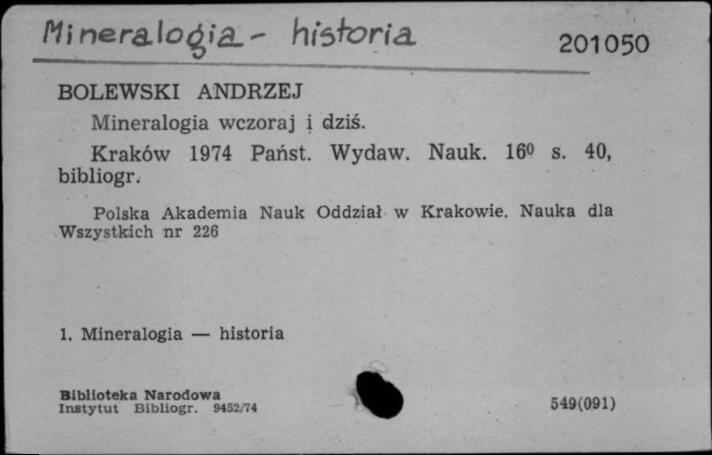 Mineralogia - historia
201050
BOLEWSKI ANDRZEJ
Mineralogia wczoraj i dziś.
Kraków 1974 Państ. Wydaw. Nauk. 16⁰ s. 40,
bibliogr.
Polska Akademia Nauk Oddział w Krakowie. Nauka dla
Wszystkich nr 226
1. Mineralogia — historia
Biblioteka Narodowa
Instytut Bibliogr. 9452/74
549(091)